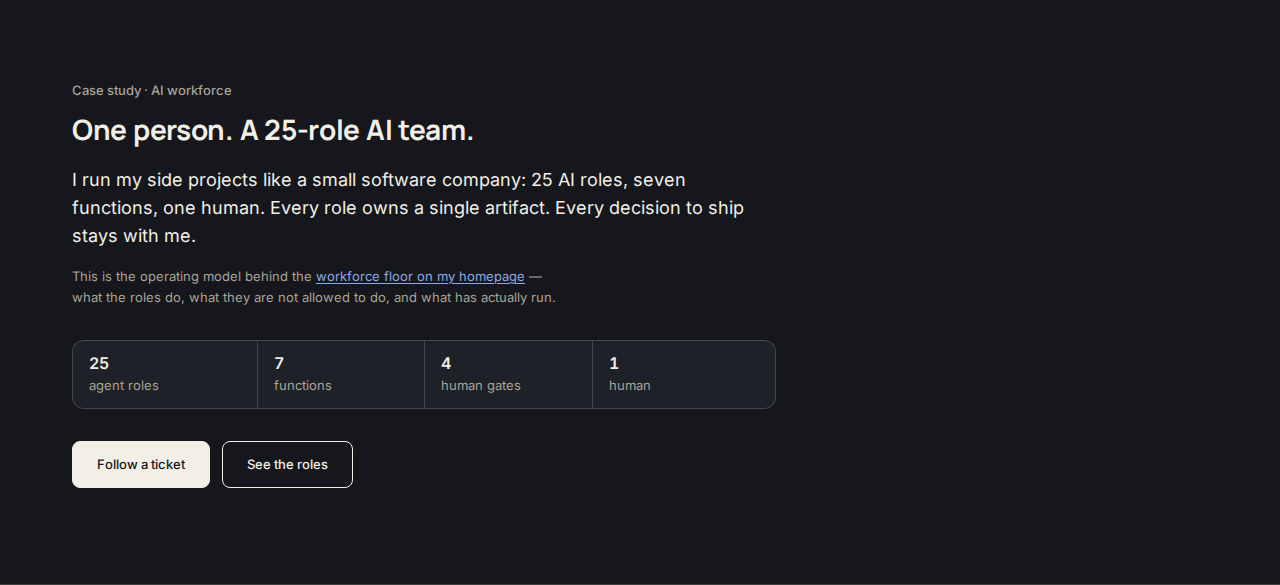 Case study · AI workforce
One person. A 25-role AI team.
I run my side projects like a small software company: 25 AI roles, seven
functions, one human. Every role owns a single artifact. Every decision to ship
stays with me.
This is the operating model behind the workforce floor on my homepage —
what the roles do, what they are not allowed to do, and what has actually run.
25
agent roles
7
functions
4
human gates
1
human
Follow a ticket
See the roles